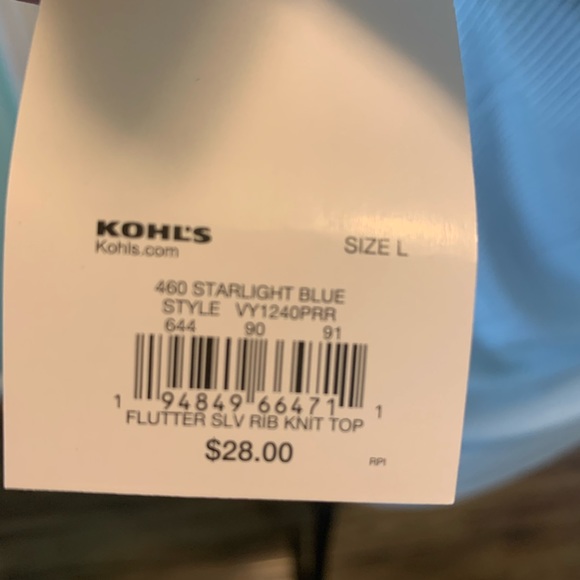 KOHL'S
Kohls.com
SIZE L
460 STARLIGHT BLUE
STYLE VY1240PRR
644 90 91
1 94849 66471 1
FLUTTER SLV RIB KNIT TOP
$28.00
RPI